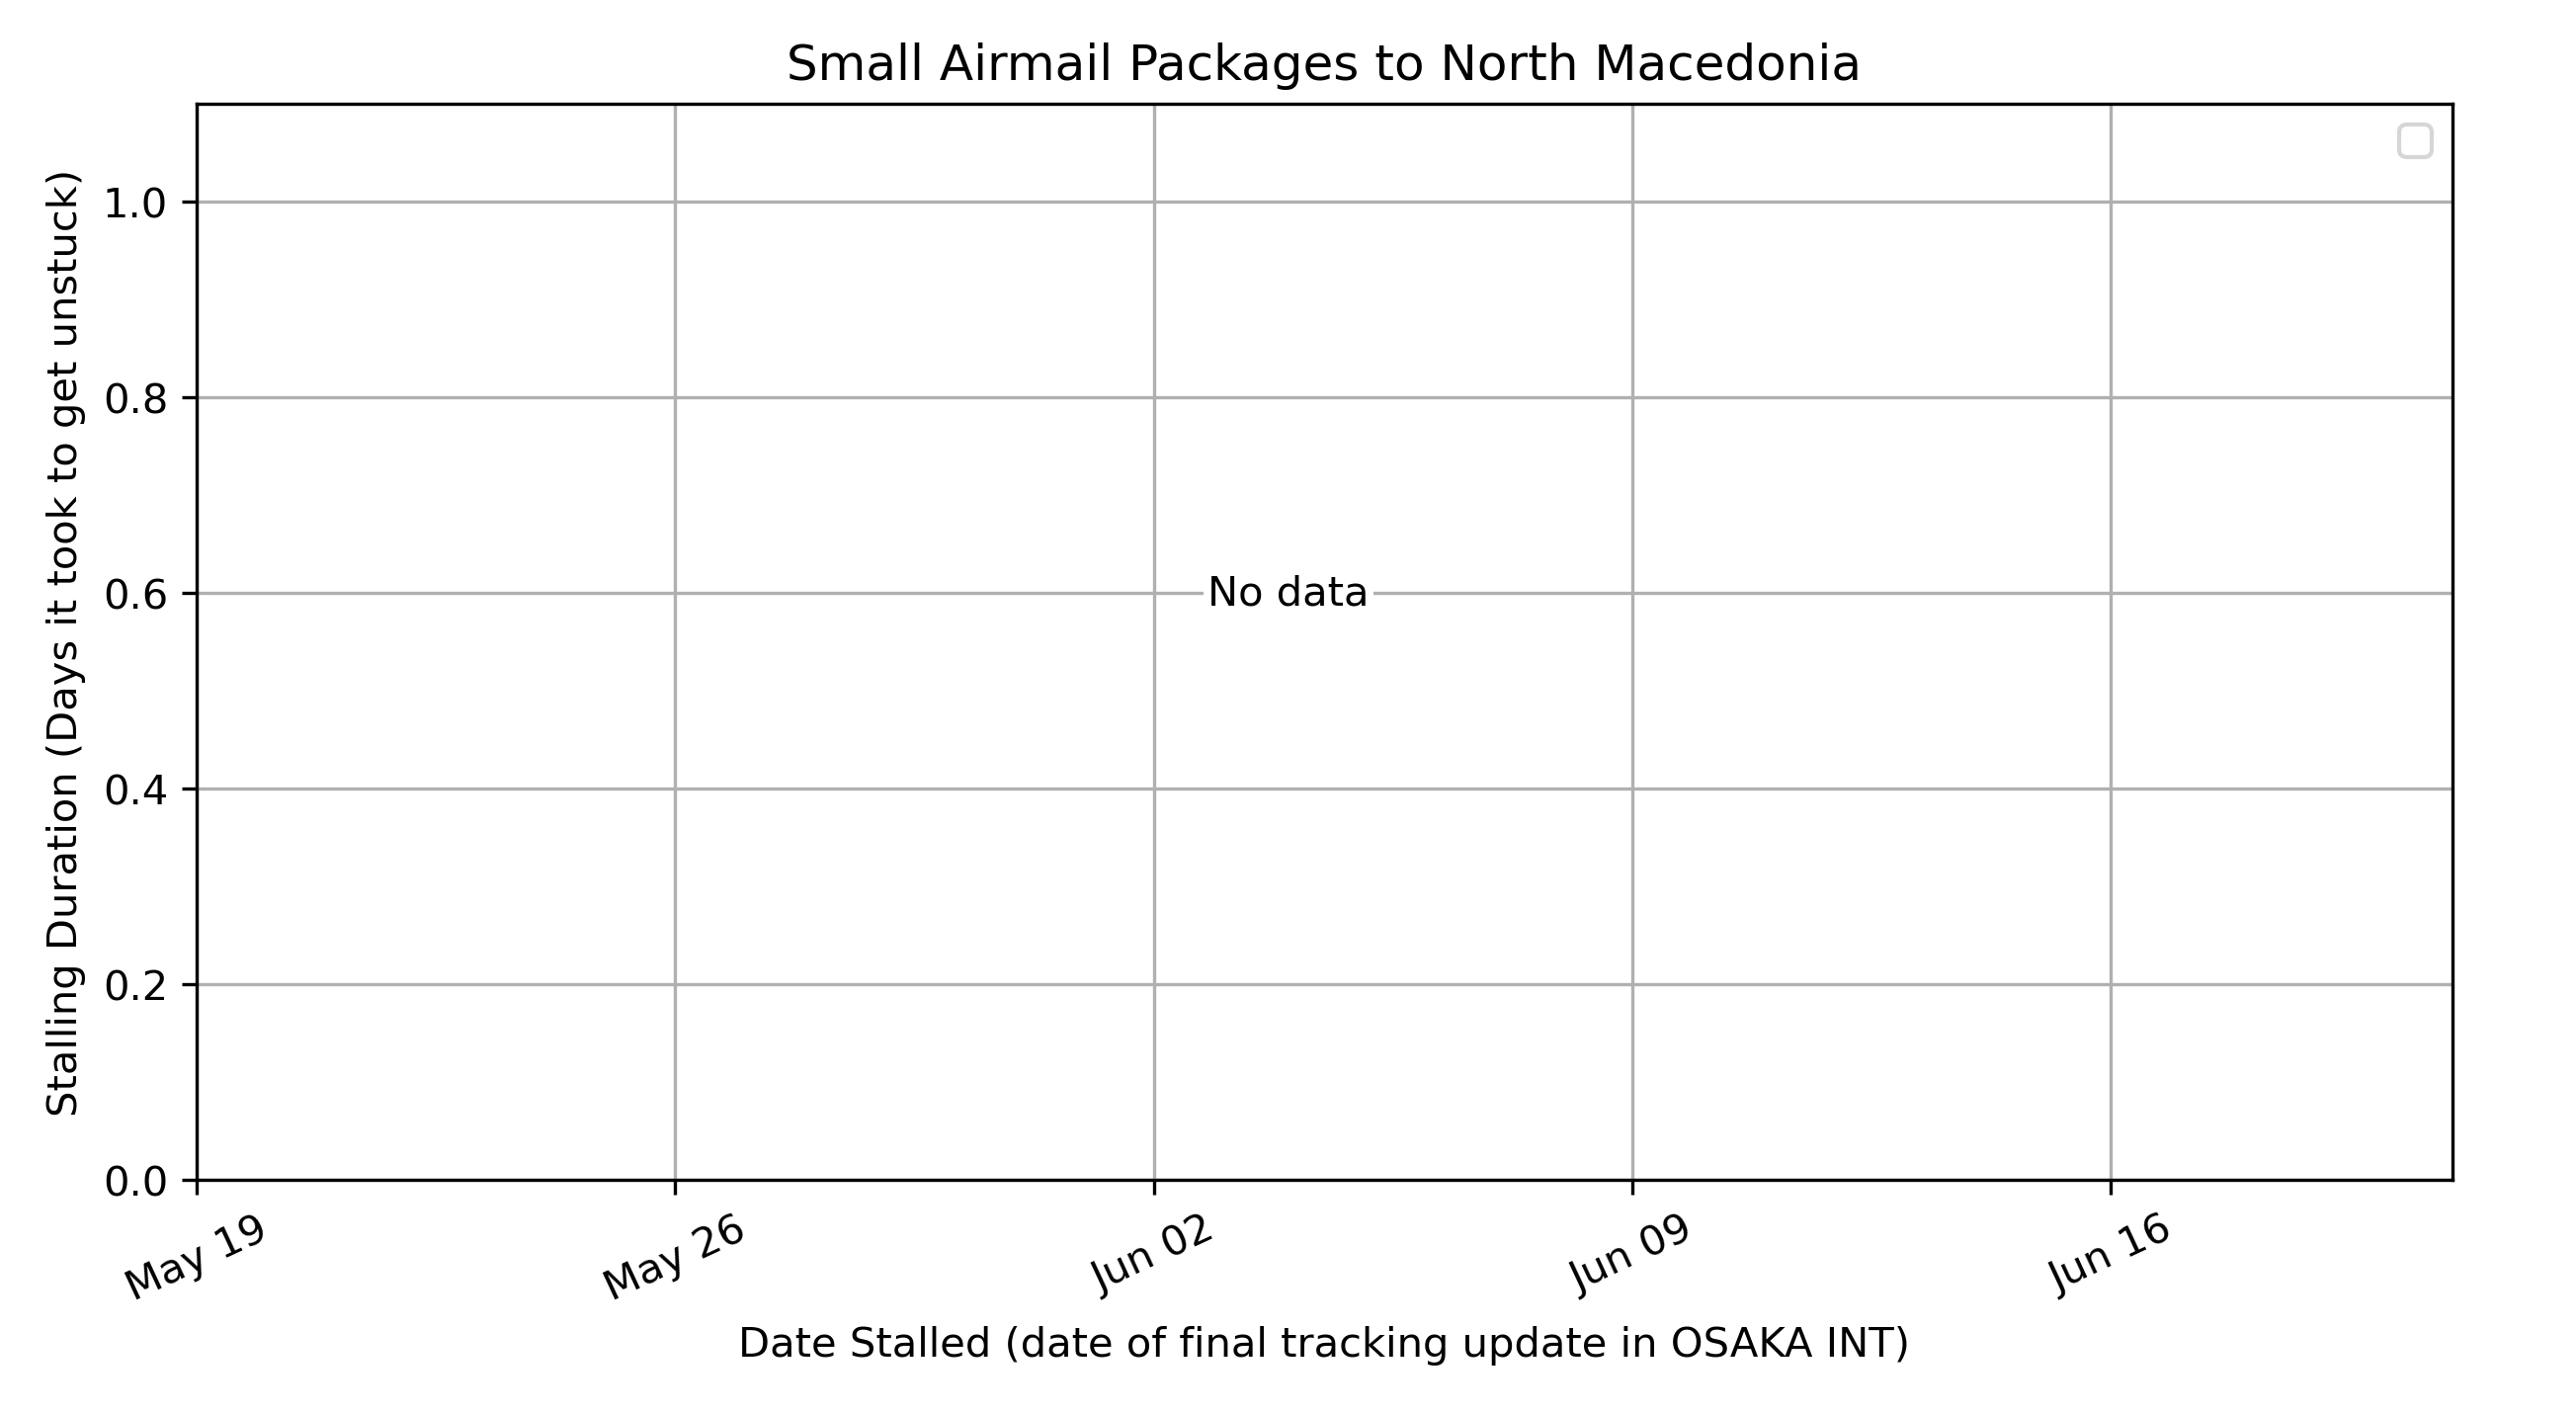 Small Airmail Packages to North Macedonia
Stalling Duration (Days it took to get unstuck)
1.0
0.8
0.6
0.4
0.2
0.0
No data
May 19
May 26
Jun 02
Jun 09
Jun 16
Date Stalled (date of final tracking update in OSAKA INT)